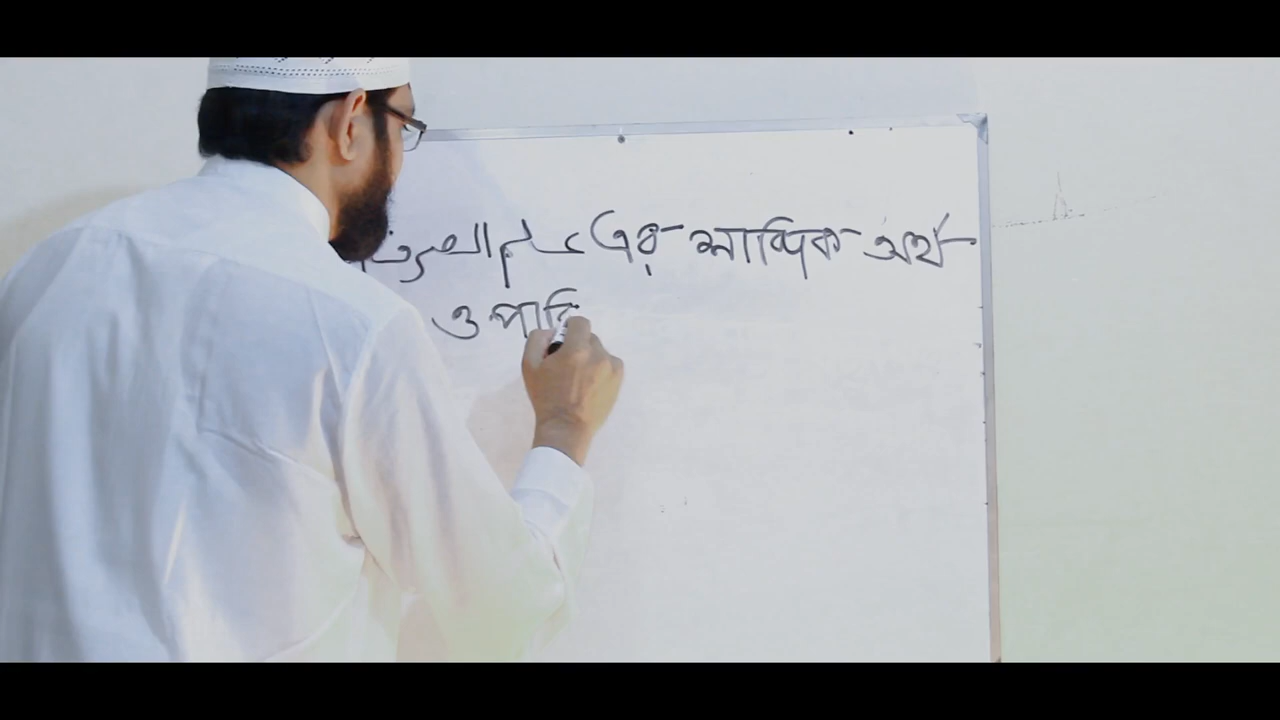 علم الصرف এর শাব্দিক অর্থ
ও পারি